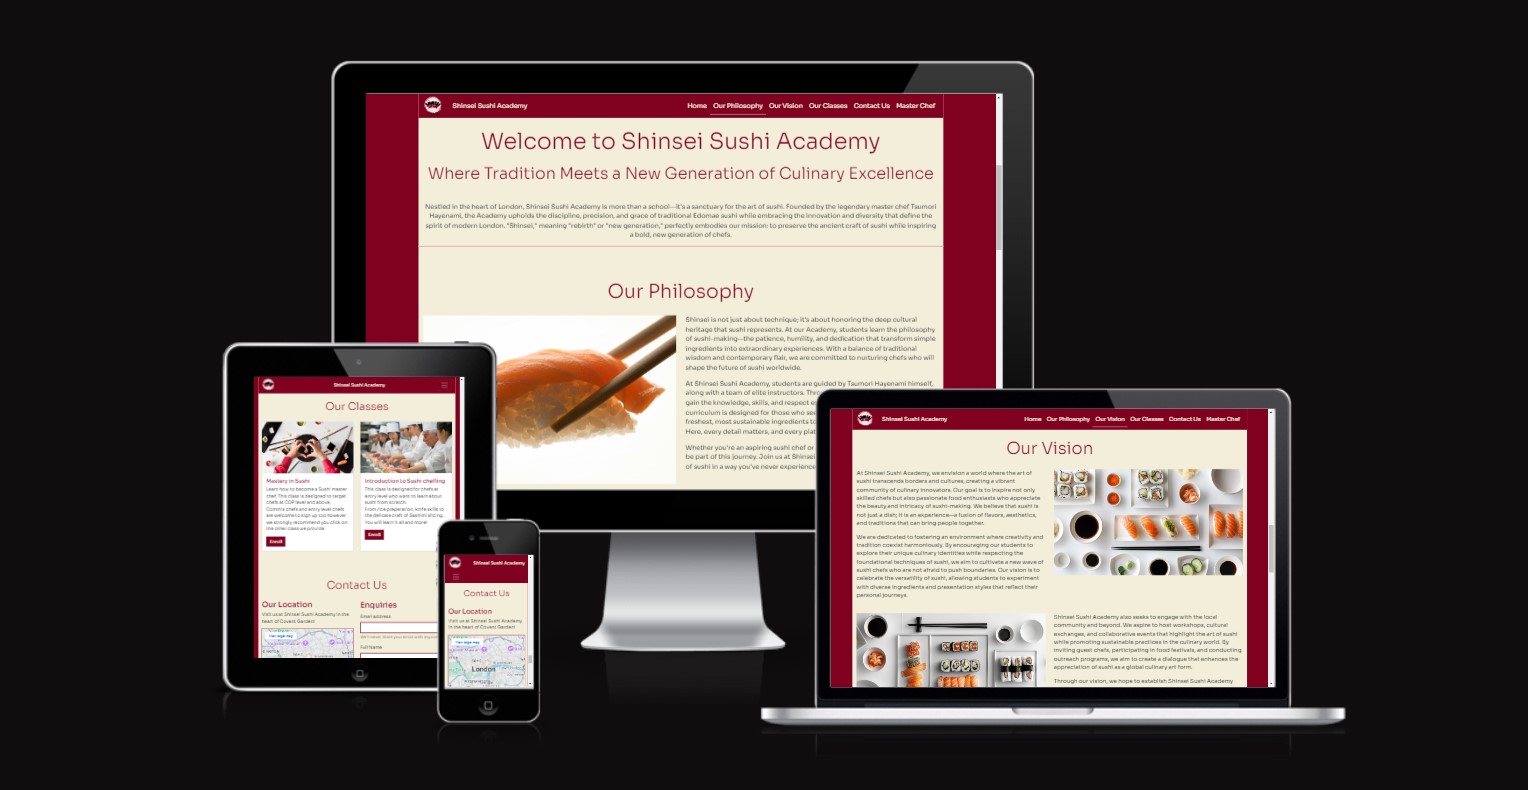 Shinsei Sushi Academy
Home Our Philosophy Our Vision Our Classes Contact Us Master Chef
Welcome to Shinsei Sushi Academy
Where Tradition Meets a New Generation of Culinary Excellence
Nestled in the heart of London, Shinsei Sushi Academy is more than a school—it's a sanctuary for the art of sushi. Founded by the legendary master chef Tsumori
Hayenami, the Academy upholds the discipline, precision, and grace of traditional Edomae sushi while embracing the innovation and diversity that define the
spirit of modern London. "Shinsei," meaning "rebirth" or "new generation," perfectly embodies our mission: to preserve the ancient craft of sushi while inspiring
a bold, new generation of chefs.
Our Philosophy
Shinsei is not just about technique; it's about honoring the deep cultural
heritage that sushi represents. At our Academy, students learn the philosophy
of sushi-making—the patience, humility, and dedication that transform simple
ingredients into extraordinary experiences. With a balance of traditional
wisdom and contemporary flair, we are committed to nurturing chefs who will
shape the future of sushi worldwide.
At Shinsei Sushi Academy, students are guided by Tsumori Hayenami himself,
along with a team of elite instructors.
gain the knowledge, skills, and respect
curriculum is designed for those who
freshest, most sustainable ingredients to
Here, every detail matters, and every
Whether you're an aspiring sushi chef or
be part of this journey. Join us at Shinsei
of sushi in a way you've never
Shinsei Sushi Academy
Our Classes
Mastery in Sushi
Learn how to become a Sushi master
chef. This class is designed to target
chefs at CDP level and above,
Commis chefs and entry level chefs
are welcome to sign up too however
we strongly recommend you click on
the other class we provide
Enroll!
Introduction to Sushi cheffing
This class is designed for chefs at
entry level who want to learn about
sushi from scratch.
From rice preparation, knife skills to
the delicate craft of Sashimi slicing.
You will learn it all and more!
Enroll!
Contact Us
Our Location
Visit us at Shinsei Sushi Academy in the
heart of Covent Garden!
View larger map
Enquiries
Email address
Full Name
Shinsei Sushi Academy
Contact Us
Our Location
Visit us at Shinsei Sushi Academy
in the heart of Covent Garden!
View larger map
London
Shinsei Sushi Academy
Home Our Philosophy Our Vision Our Classes Contact Us Master Chef
Our Vision
At Shinsei Sushi Academy, we envision a world where the art of
sushi transcends borders and cultures, creating a vibrant
community of culinary innovators. Our goal is to inspire not only
skilled chefs but also passionate food enthusiasts who appreciate
the beauty and intricacy of sushi-making. We believe that sushi is
not just a dish; it is an experience—a fusion of flavors, aesthetics,
and traditions that can bring people together.
We are dedicated to fostering an environment where creativity and
tradition coexist harmoniously. By encouraging our students to
explore their unique culinary identities while respecting the
foundational techniques of sushi, we aim to cultivate a new wave of
sushi chefs who are not afraid to push boundaries. Our vision is to
celebrate the versatility of sushi, allowing students to experiment
with diverse ingredients and presentation styles that reflect their
personal journeys.
Shinsei Sushi Academy also seeks to engage with the local
community and beyond. We aspire to host workshops, cultural
exchanges, and collaborative events that highlight the art of sushi
while promoting sustainable practices in the culinary world. By
inviting guest chefs, participating in food festivals, and conducting
outreach programs, we aim to create a dialogue that enhances the
appreciation of sushi as a global culinary art form.
Through our vision, we hope to establish Shinsei Sushi Academy